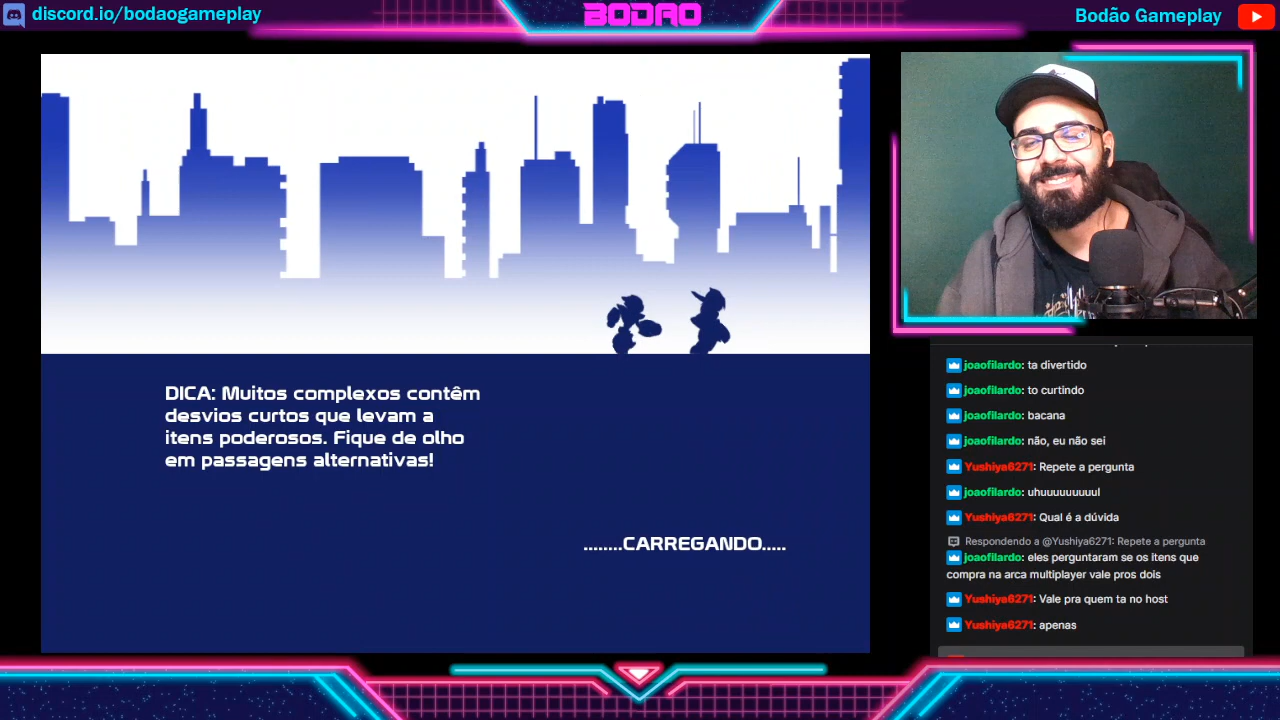 discord.io/bodaogameplay
BODAO
Bodão Gameplay
DICA: Muitos complexos contêm
desvios curtos que levam a
itens poderosos. Fique de olho
em passagens alternativas!
........CARREGANDO.....
joaofilardo: ta divertido
joaofilardo: to curtindo
joaofilardo: bacana
joaofilardo: não, eu não sei
Yushiya6271: Repete a pergunta
joaofilardo: uhuuuuuuuuul
Yushiya6271: Qual é a dúvida
Respondendo a @Yushiya6271: Repete a pergunta
joaofilardo: eles perguntaram se os itens que
compra na arca multiplayer vale pros dois
Yushiya6271: Vale pra quem ta no host
Yushiya6271: apenas